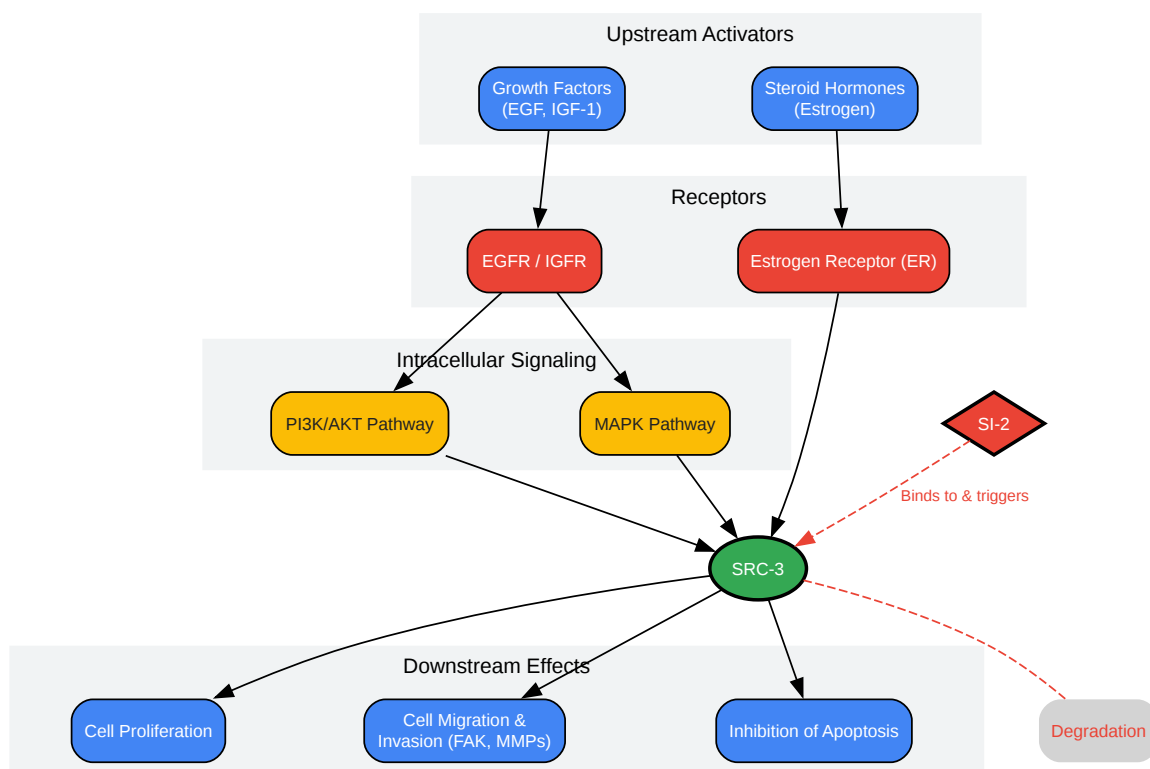 Upstream Activators
Growth Factors
(EGF, IGF-1)
Steroid Hormones
(Estrogen)
Receptors
EGFR / IGFR
Estrogen Receptor (ER)
Intracellular Signaling
PI3K/AKT Pathway
MAPK Pathway
SI-2
Binds to & triggers
SRC-3
Downstream Effects
Cell Proliferation
Cell Migration &
Invasion (FAK, MMPs)
Inhibition of Apoptosis
Degradation